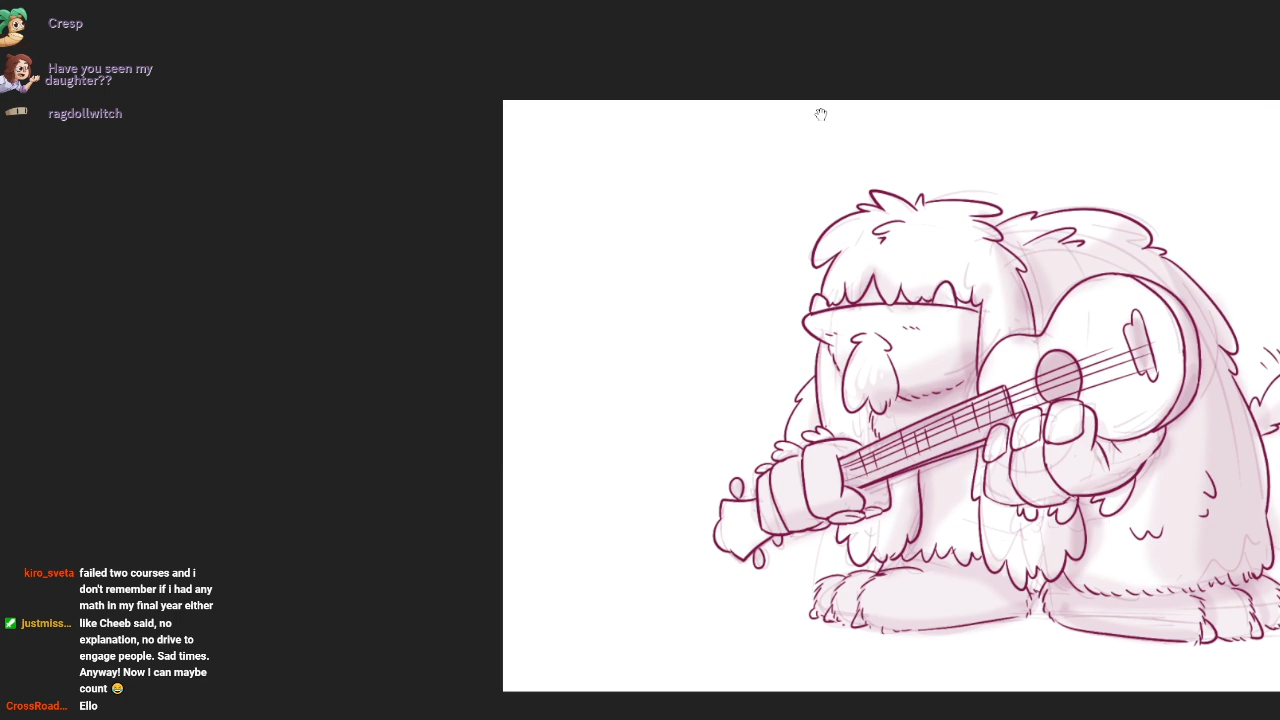 Cresp
Have you seen my
daughter??
ragdollwitch
kiro_sveta failed two courses and i
don't remember if i had any
math in my final year either
justmiss... like Cheeb said, no
explanation, no drive to
engage people. Sad times.
Anyway! Now I can maybe
count 😂
CrossRoad... Ello